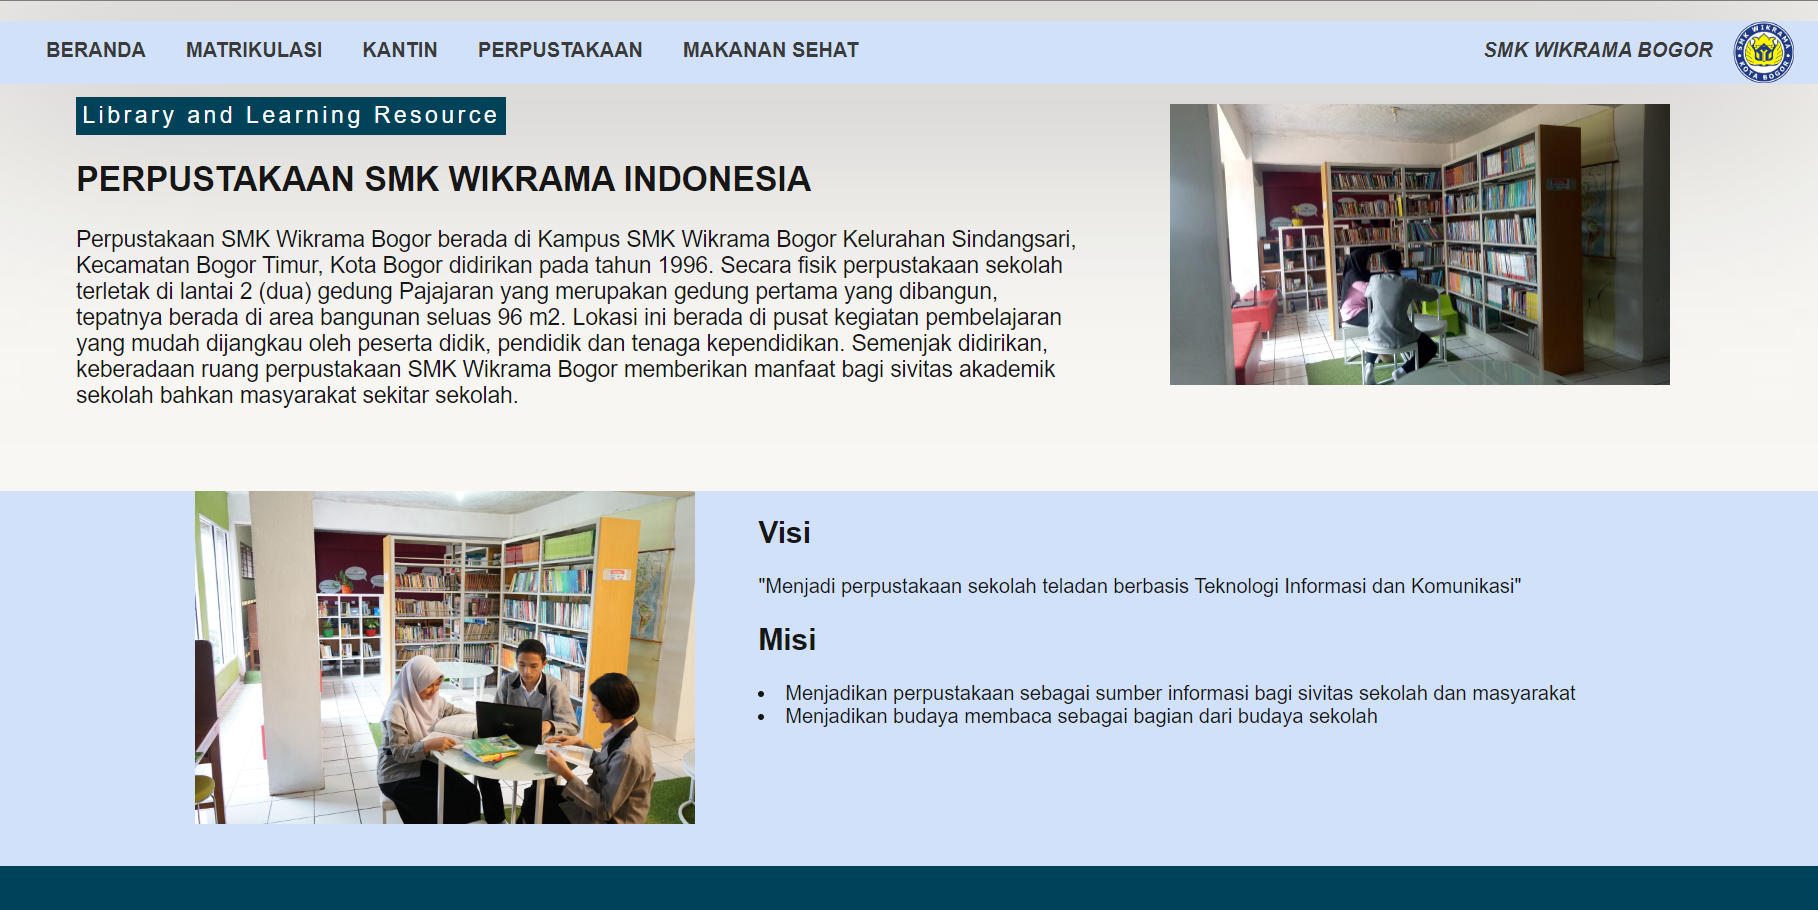 BERANDA MATRIKULASI KANTIN PERPUSTAKAAN MAKANAN SEHAT SMK WIKRAMA BOGOR
SMK WIKRAMA
KOTA BOGOR
Library and Learning Resource
PERPUSTAKAAN SMK WIKRAMA INDONESIA
Perpustakaan SMK Wikrama Bogor berada di Kampus SMK Wikrama Bogor Kelurahan Sindangsari,
Kecamatan Bogor Timur, Kota Bogor didirikan pada tahun 1996. Secara fisik perpustakaan sekolah
terletak di lantai 2 (dua) gedung Pajajaran yang merupakan gedung pertama yang dibangun,
tepatnya berada di area bangunan seluas 96 m2. Lokasi ini berada di pusat kegiatan pembelajaran
yang mudah dijangkau oleh peserta didik, pendidik dan tenaga kependidikan. Semenjak didirikan,
keberadaan ruang perpustakaan SMK Wikrama Bogor memberikan manfaat bagi sivitas akademik
sekolah bahkan masyarakat sekitar sekolah.
Visi
"Menjadi perpustakaan sekolah teladan berbasis Teknologi Informasi dan Komunikasi"
Misi
• Menjadikan perpustakaan sebagai sumber informasi bagi sivitas sekolah dan masyarakat
• Menjadikan budaya membaca sebagai bagian dari budaya sekolah